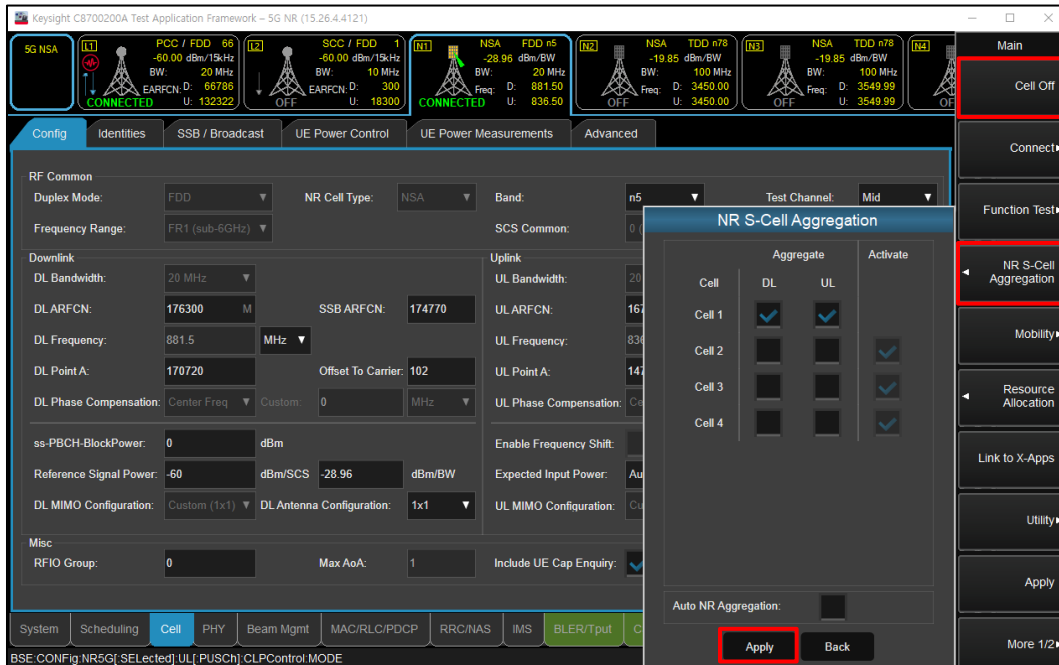 Keysight C8700200A Test Application Framework – 5G NR (15.26.4.4121)
5G NSA
L1 PCC / FDD 66
-60.00 dBm/15kHz
BW: 20 MHz
EARFCN: D: 66786
CONNECTED U: 132322
L2 SCC / FDD 1
-60.00 dBm/15kHz
BW: 10 MHz
EARFCN: D: 300
OFF U: 18300
N1 NSA FDD n5
-28.96 dBm/BW
BW: 20 MHz
Freq: D: 881.50
CONNECTED U: 836.50
N2 NSA TDD n78
-19.85 dBm/BW
BW: 100 MHz
Freq: D: 3450.00
OFF U: 3450.00
N3 NSA TDD n78
-19.85 dBm/BW
BW: 100 MHz
Freq: D: 3549.99
OFF U: 3549.99
N4
Config Identities SSB / Broadcast UE Power Control UE Power Measurements Advanced
RF Common
Duplex Mode: FDD NR Cell Type: NSA Band: n5 Test Channel: Mid
Frequency Range: FR1 (sub-6GHz) SCS Common: 0
Downlink
DL Bandwidth: 20 MHz
DL ARFCN: 176300 M SSB ARFCN: 174770
DL Frequency: 881.5 MHz
DL Point A: 170720 Offset To Carrier: 102
DL Phase Compensation: Center Freq Custom: 0 MHz
ss-PBCH-BlockPower: 0 dBm
Reference Signal Power: -60 dBm/SCS -28.96 dBm/BW
DL MIMO Configuration: Custom (1x1) DL Antenna Configuration: 1x1
Uplink
UL Bandwidth: 20
UL ARFCN: 167
UL Frequency: 836
UL Point A: 147
UL Phase Compensation: Ce
Enable Frequency Shift:
Expected Input Power: Au
UL MIMO Configuration: Cu
Misc
RFIO Group: 0 Max AoA: 1 Include UE Cap Enquiry:
NR S-Cell Aggregation
Aggregate Activate
Cell DL UL
Cell 1
Cell 2
Cell 3
Cell 4
Auto NR Aggregation:
Apply Back
System Scheduling Cell PHY Beam Mgmt MAC/RLC/PDCP RRC/NAS IMS BLER/Tput C
BSE:CONFig:NR5G[:SELected]:UL[:PUSCh]:CLPControl:MODE
Main
Cell Off
Connect
Function Test
NR S-Cell
Aggregation
Mobility
Resource
Allocation
Link to X-Apps
Utility
Apply
More 1/2